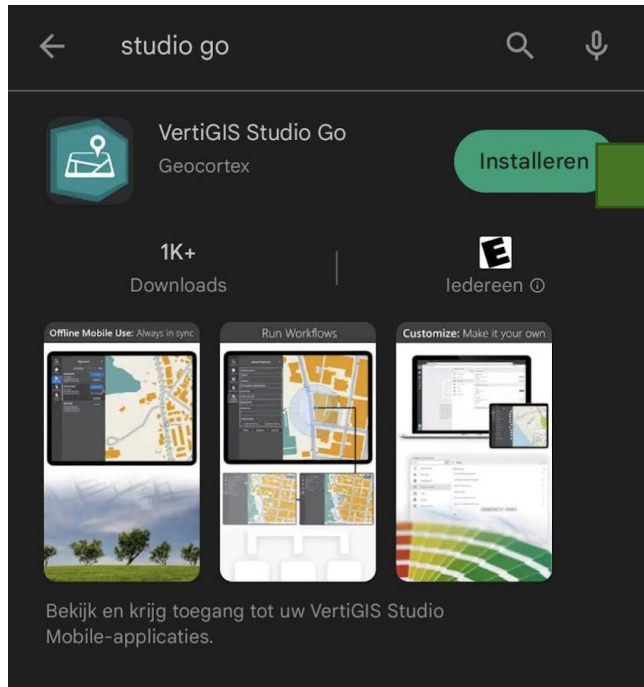 studio go
VertiGIS Studio Go
Geocortex
Installeren
1K+
Downloads
E
Iedereen
Offline Mobile Use: Always in sync
Run Workflows
Customize: Make it your own
Bekijk en krijg toegang tot uw VertiGIS Studio
Mobile-applicaties.